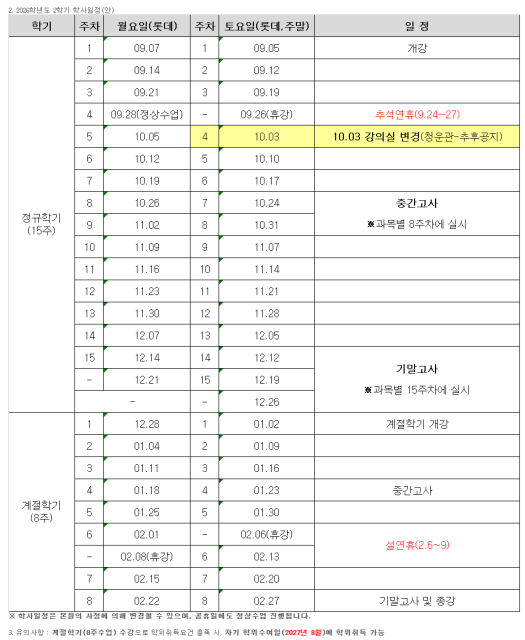 2. 2026학년도 2학기 학사일정(안)
학기 주차 월요일(롯데) 주차 토요일(롯데,주말) 일 정
정규학기
(15주)
1 09.07 1 09.05 개강
2 09.14 2 09.12
3 09.21 3 09.19
4 09.28(정상수업) - 09.26(휴강) 추석연휴(9.24~27)
5 10.05 4 10.03 10.03 강의실 변경(청운관-추후공지)
6 10.12 5 10.10
7 10.19 6 10.17
8 10.26 7 10.24 중간고사
9 11.02 8 10.31 ※과목별 8주차에 실시
10 11.09 9 11.07
11 11.16 10 11.14
12 11.23 11 11.21
13 11.30 12 11.28
14 12.07 13 12.05
15 12.14 14 12.12 기말고사
- 12.21 15 12.19 ※과목별 15주차에 실시
- - 12.26
계절학기
(8주)
1 12.28 1 01.02 계절학기 개강
2 01.04 2 01.09
3 01.11 3 01.16
4 01.18 4 01.23 중간고사
5 01.25 5 01.30
6 02.01 - 02.06(휴강) 설연휴(2.6~9)
- 02.08(휴강) 6 02.13
7 02.15 7 02.20
8 02.22 8 02.27 기말고사 및 종강
※ 학사일정은 본원의 사정에 의해 변경될 수 있으며, 공휴일에도 정상수업 진행됩니다.
3. 유의사항 : 계절학기(8주수업) 수강으로 학위취득요건 충족 시, 차기 학위수여일(2027년 8월)에 학위취득 가능